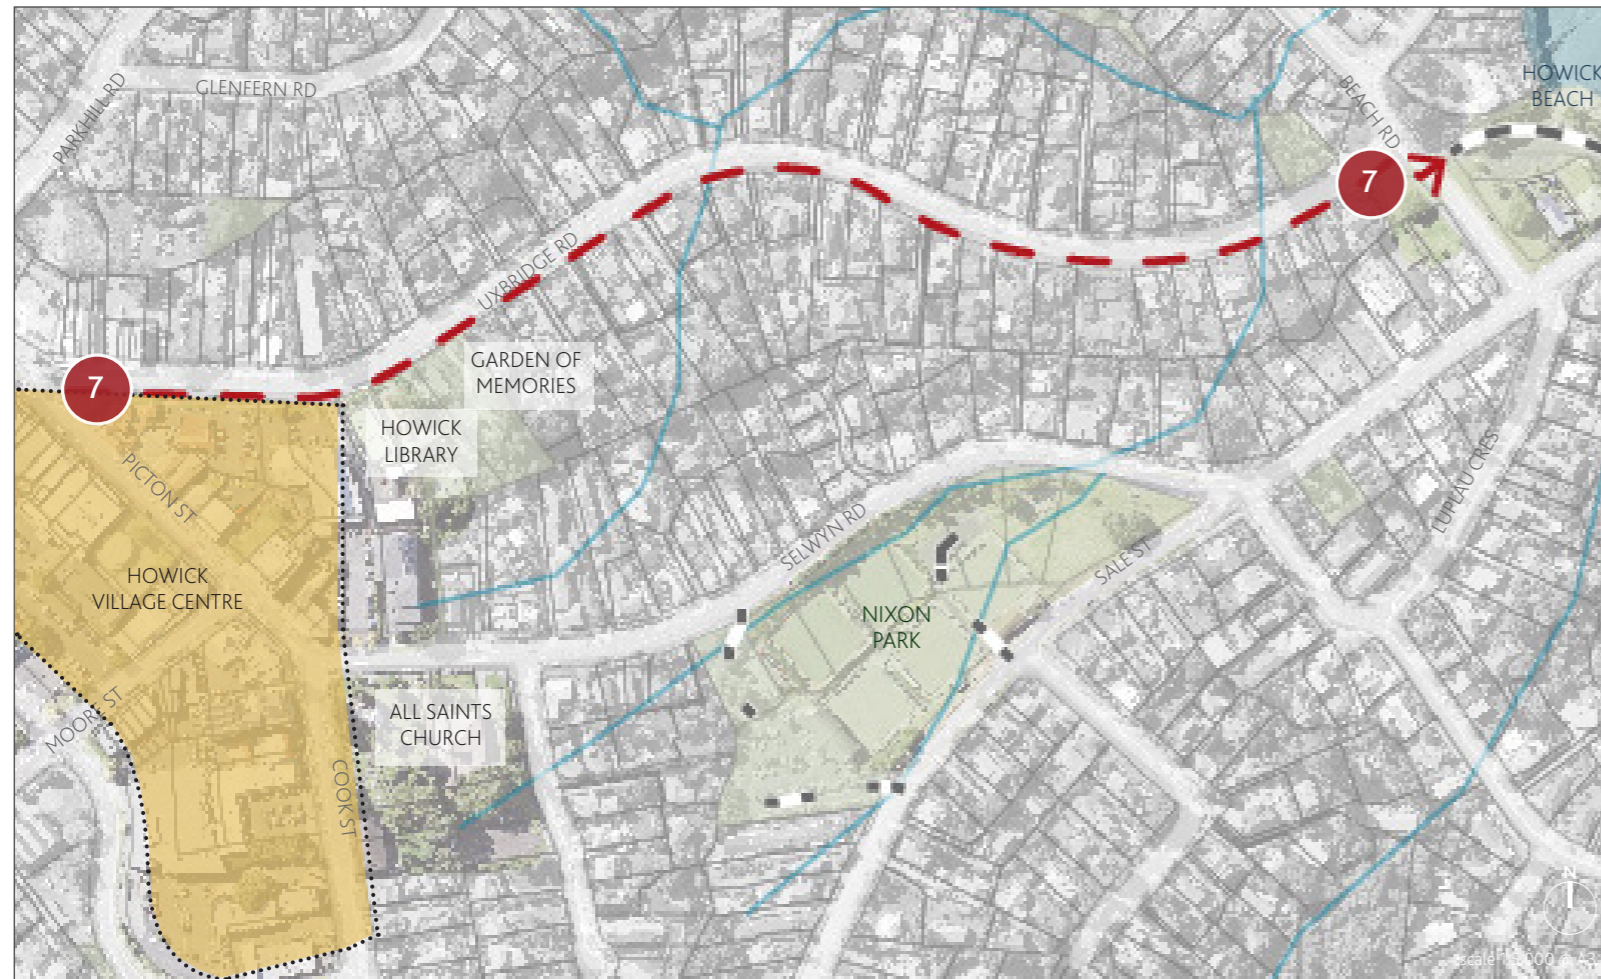 PARKHILL RD
GLENFERN RD
BEACH RD
HOWICK
BEACH
7
UXBRIDGE RD
7
GARDEN OF
MEMORIES
HOWICK
LIBRARY
PICTON ST
SELWYN RD
LUPLAU CRES
SALE ST
HOWICK
VILLAGE CENTRE
NIXON
PARK
ALL SAINTS
CHURCH
MOORE ST
COOK ST
N